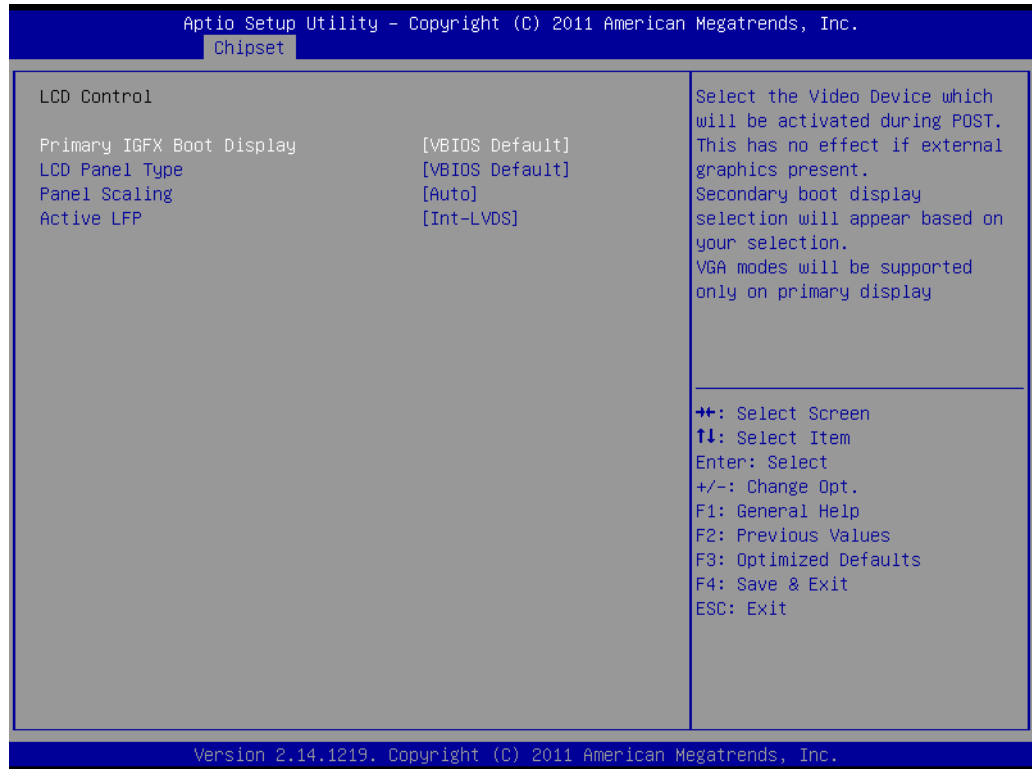 Aptio Setup Utility – Copyright (C) 2011 American Megatrends, Inc.
Chipset
LCD Control
Primary IGFX Boot Display [VBIOS Default]
LCD Panel Type [VBIOS Default]
Panel Scaling [Auto]
Active LFP [Int-LVDS]
Select the Video Device which
will be activated during POST.
This has no effect if external
graphics present.
Secondary boot display
selection will appear based on
your selection.
VGA modes will be supported
only on primary display
→←: Select Screen
↑↓: Select Item
Enter: Select
+/-: Change Opt.
F1: General Help
F2: Previous Values
F3: Optimized Defaults
F4: Save & Exit
ESC: Exit
Version 2.14.1219. Copyright (C) 2011 American Megatrends, Inc.